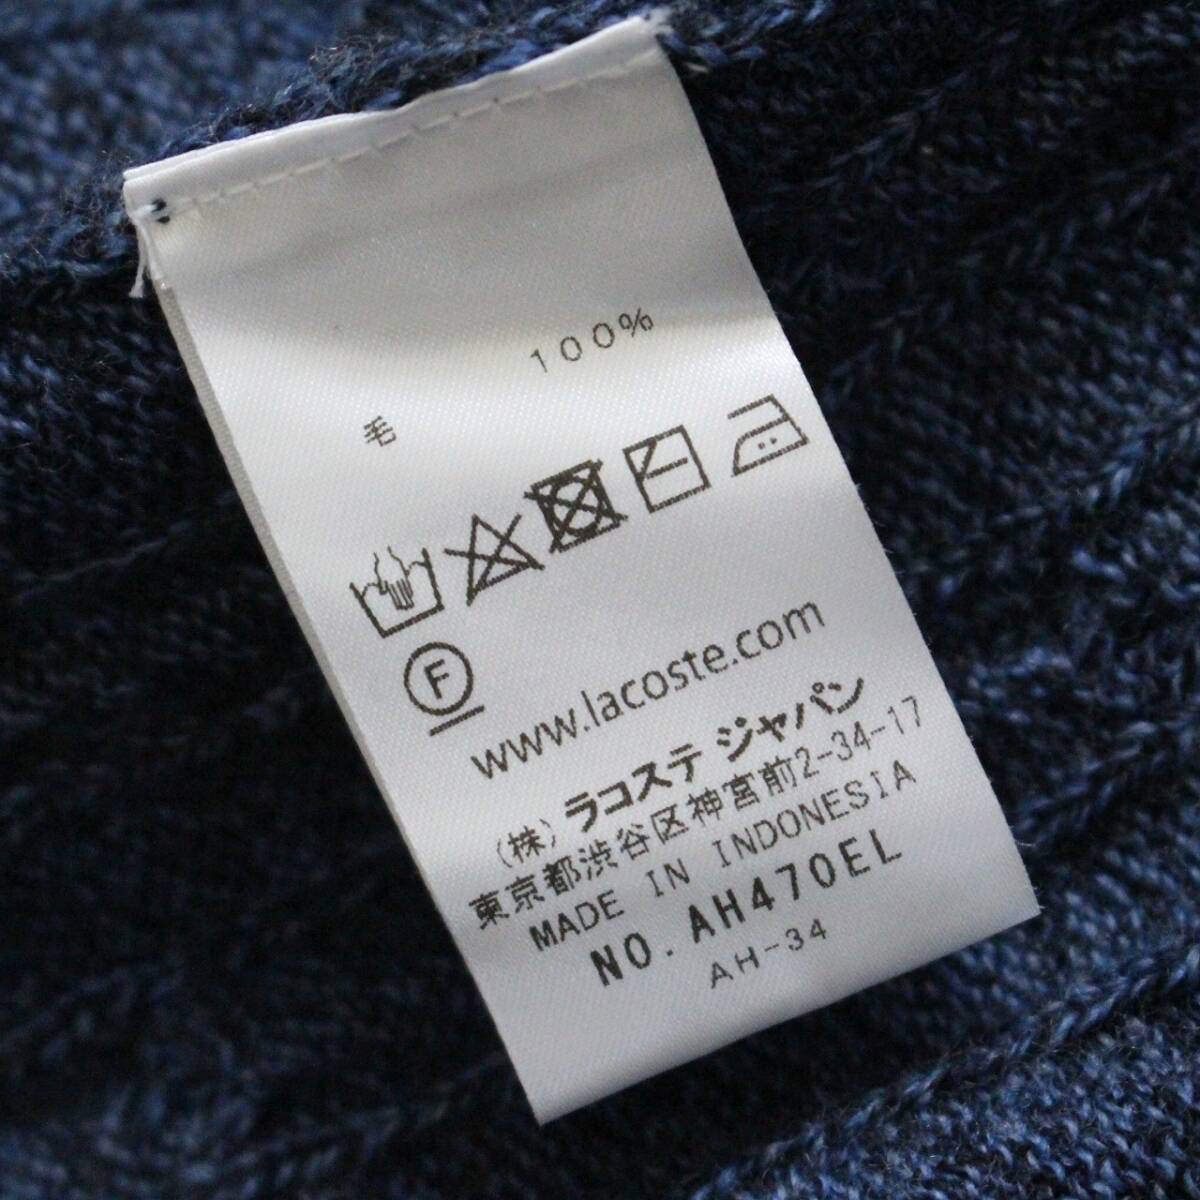 毛 100%
F
www.lacoste.com
(株) ラコステ ジャパン
東京都渋谷区神宮前2-34-17
MADE IN INDONESIA
NO. AH470EL
AH-34